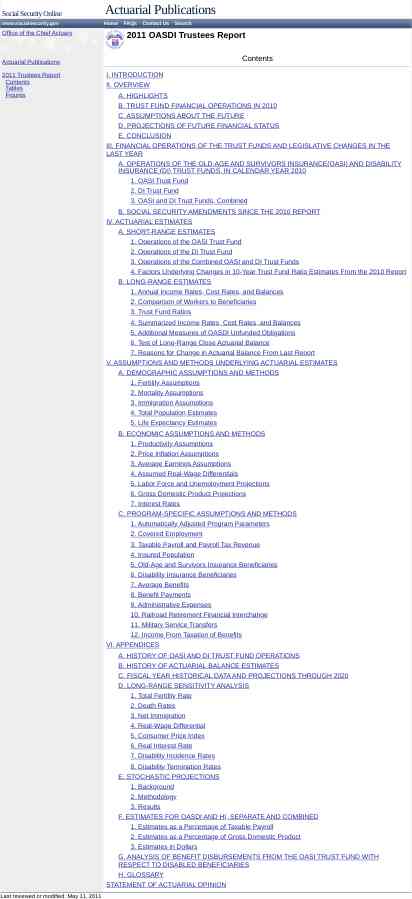 Social Security Online
Actuarial Publications
www.socialsecurity.gov
Home FAQs Contact Us Search
Office of the Chief Actuary
Actuarial Publications
2011 Trustees Report
Contents
Tables
Figures
2011 OASDI Trustees Report
Contents
I. INTRODUCTION
II. OVERVIEW
A. HIGHLIGHTS
B. TRUST FUND FINANCIAL OPERATIONS IN 2010
C. ASSUMPTIONS ABOUT THE FUTURE
D. PROJECTIONS OF FUTURE FINANCIAL STATUS
E. CONCLUSION
III. FINANCIAL OPERATIONS OF THE TRUST FUNDS AND LEGISLATIVE CHANGES IN THE
LAST YEAR
A. OPERATIONS OF THE OLD-AGE AND SURVIVORS INSURANCE(OASI) AND DISABILITY
INSURANCE (DI) TRUST FUNDS, IN CALENDAR YEAR 2010
1. OASI Trust Fund
2. DI Trust Fund
3. OASI and DI Trust Funds, Combined
B. SOCIAL SECURITY AMENDMENTS SINCE THE 2010 REPORT
IV. ACTUARIAL ESTIMATES
A. SHORT-RANGE ESTIMATES
1. Operations of the OASI Trust Fund
2. Operations of the DI Trust Fund
3. Operations of the Combined OASI and DI Trust Funds
4. Factors Underlying Changes in 10-Year Trust Fund Ratio Estimates From the 2010 Report
B. LONG-RANGE ESTIMATES
1. Annual Income Rates, Cost Rates, and Balances
2. Comparison of Workers to Beneficiaries
3. Trust Fund Ratios
4. Summarized Income Rates, Cost Rates, and Balances
5. Additional Measures of OASDI Unfunded Obligations
6. Test of Long-Range Close Actuarial Balance
7. Reasons for Change in Actuarial Balance From Last Report
V. ASSUMPTIONS AND METHODS UNDERLYING ACTUARIAL ESTIMATES
A. DEMOGRAPHIC ASSUMPTIONS AND METHODS
1. Fertility Assumptions
2. Mortality Assumptions
3. Immigration Assumptions
4. Total Population Estimates
5. Life Expectancy Estimates
B. ECONOMIC ASSUMPTIONS AND METHODS
1. Productivity Assumptions
2. Price Inflation Assumptions
3. Average Earnings Assumptions
4. Assumed Real-Wage Differentials
5. Labor Force and Unemployment Projections
6. Gross Domestic Product Projections
7. Interest Rates
C. PROGRAM-SPECIFIC ASSUMPTIONS AND METHODS
1. Automatically Adjusted Program Parameters
2. Covered Employment
3. Taxable Payroll and Payroll Tax Revenue
4. Insured Population
5. Old-Age and Survivors Insurance Beneficiaries
6. Disability Insurance Beneficiaries
7. Average Benefits
8. Benefit Payments
9. Administrative Expenses
10. Railroad Retirement Financial Interchange
11. Military Service Transfers
12. Income From Taxation of Benefits
VI. APPENDICES
A. HISTORY OF OASI AND DI TRUST FUND OPERATIONS
B. HISTORY OF ACTUARIAL BALANCE ESTIMATES
C. FISCAL YEAR HISTORICAL DATA AND PROJECTIONS THROUGH 2020
D. LONG-RANGE SENSITIVITY ANALYSIS
1. Total Fertility Rate
2. Death Rates
3. Net Immigration
4. Real-Wage Differential
5. Consumer Price Index
6. Real Interest Rate
7. Disability Incidence Rates
8. Disability Termination Rates
E. STOCHASTIC PROJECTIONS
1. Background
2. Methodology
3. Results
F. ESTIMATES FOR OASDI AND HI, SEPARATE AND COMBINED
1. Estimates as a Percentage of Taxable Payroll
2. Estimates as a Percentage of Gross Domestic Product
3. Estimates in Dollars
G. ANALYSIS OF BENEFIT DISBURSEMENTS FROM THE OASI TRUST FUND WITH
RESPECT TO DISABLED BENEFICIARIES
H. GLOSSARY
STATEMENT OF ACTUARIAL OPINION
Last reviewed or modified: May 11, 2011